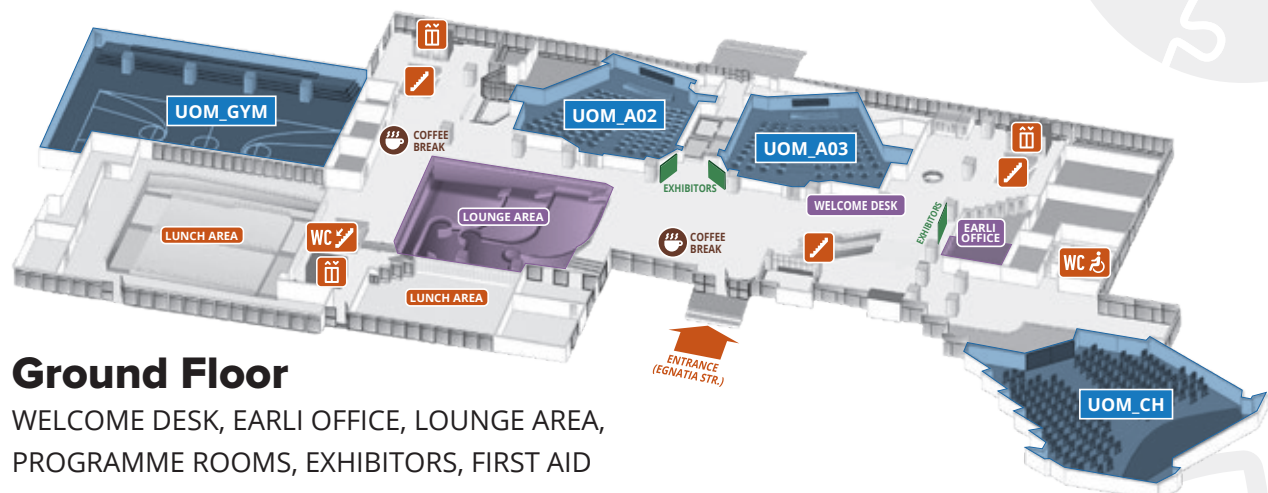 UOM_GYM
UOM_A02
UOM_A03
COFFEE
BREAK
EXHIBITORS
LOUNGE AREA
WELCOME DESK
EXHIBITORS
EARLI
OFFICE
LUNCH AREA
WC
COFFEE
BREAK
WC
LUNCH AREA
ENTRANCE
(EGNATIA STR.)
UOM_CH
Ground Floor
WELCOME DESK, EARLI OFFICE, LOUNGE AREA,
PROGRAMME ROOMS, EXHIBITORS, FIRST AID